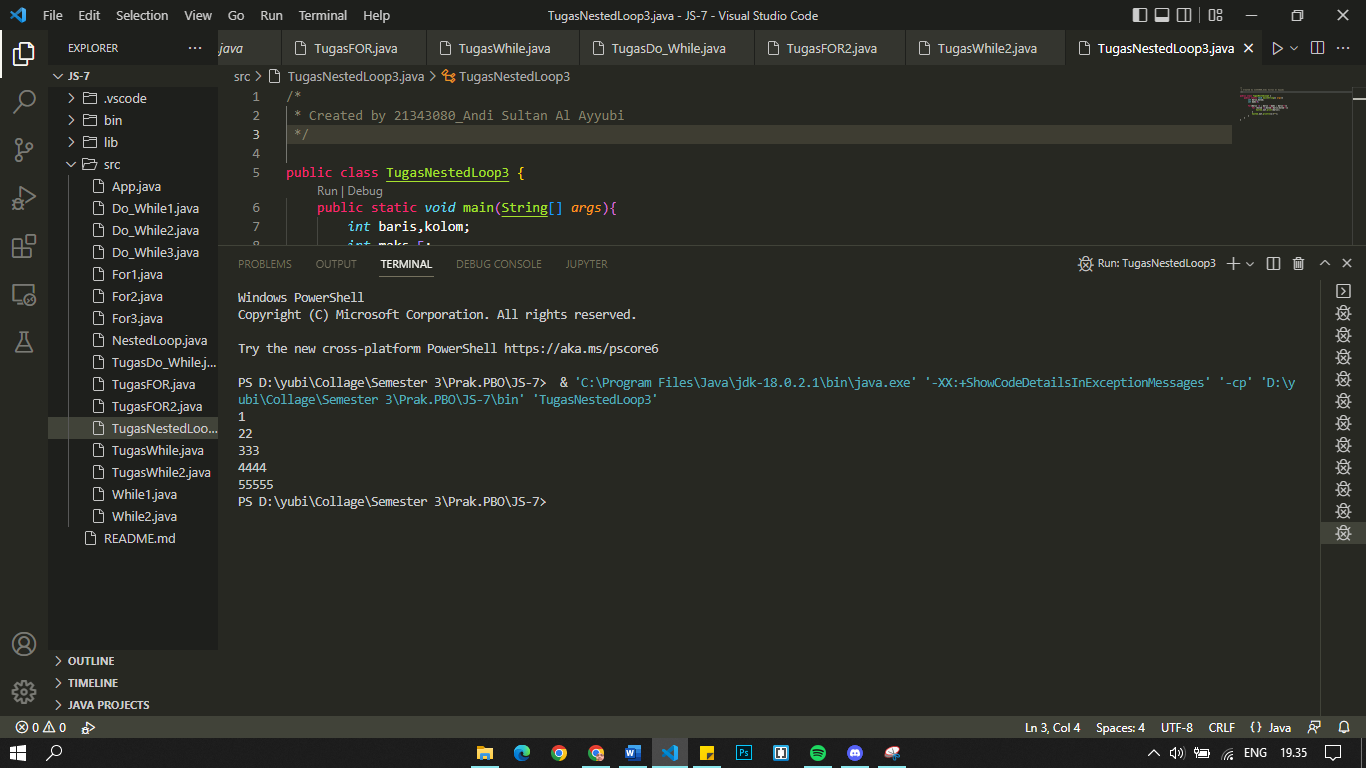 File Edit Selection View Go Run Terminal Help TugasNestedLoop3.java - JS-7 - Visual Studio Code
EXPLORER ···
java TugasFOR.java TugasWhile.java TugasDo_While.java TugasFOR2.java TugasWhile2.java TugasNestedLoop3.java
JS-7
.vscode
bin
lib
src
App.java
Do_While1.java
Do_While2.java
Do_While3.java
For1.java
For2.java
For3.java
NestedLoop.java
TugasDo_While.j...
TugasFOR.java
TugasFOR2.java
TugasNestedLoo...
TugasWhile.java
TugasWhile2.java
While1.java
While2.java
README.md
OUTLINE
TIMELINE
JAVA PROJECTS
src > TugasNestedLoop3.java > TugasNestedLoop3
1 /*
2 * Created by 21343080_Andi Sultan Al Ayyubi
3 */
4
5 public class TugasNestedLoop3 {
Run | Debug
6 public static void main(String[] args){
7 int baris,kolom;
8 int maks
PROBLEMS OUTPUT TERMINAL DEBUG CONSOLE JUPYTER Run: TugasNestedLoop3
Windows PowerShell
Copyright (C) Microsoft Corporation. All rights reserved.
Try the new cross-platform PowerShell https://aka.ms/pscore6
PS D:\yubi\Collage\Semester 3\Prak.PBO\JS-7> & 'C:\Program Files\Java\jdk-18.0.2.1\bin\java.exe' '-XX:+ShowCodeDetailsInExceptionMessages' '-cp' 'D:\y
ubi\Collage\Semester 3\Prak.PBO\JS-7\bin' 'TugasNestedLoop3'
1
22
333
4444
55555
PS D:\yubi\Collage\Semester 3\Prak.PBO\JS-7>
0 0 Ln 3, Col 4 Spaces: 4 UTF-8 CRLF {} Java
ENG 19.35